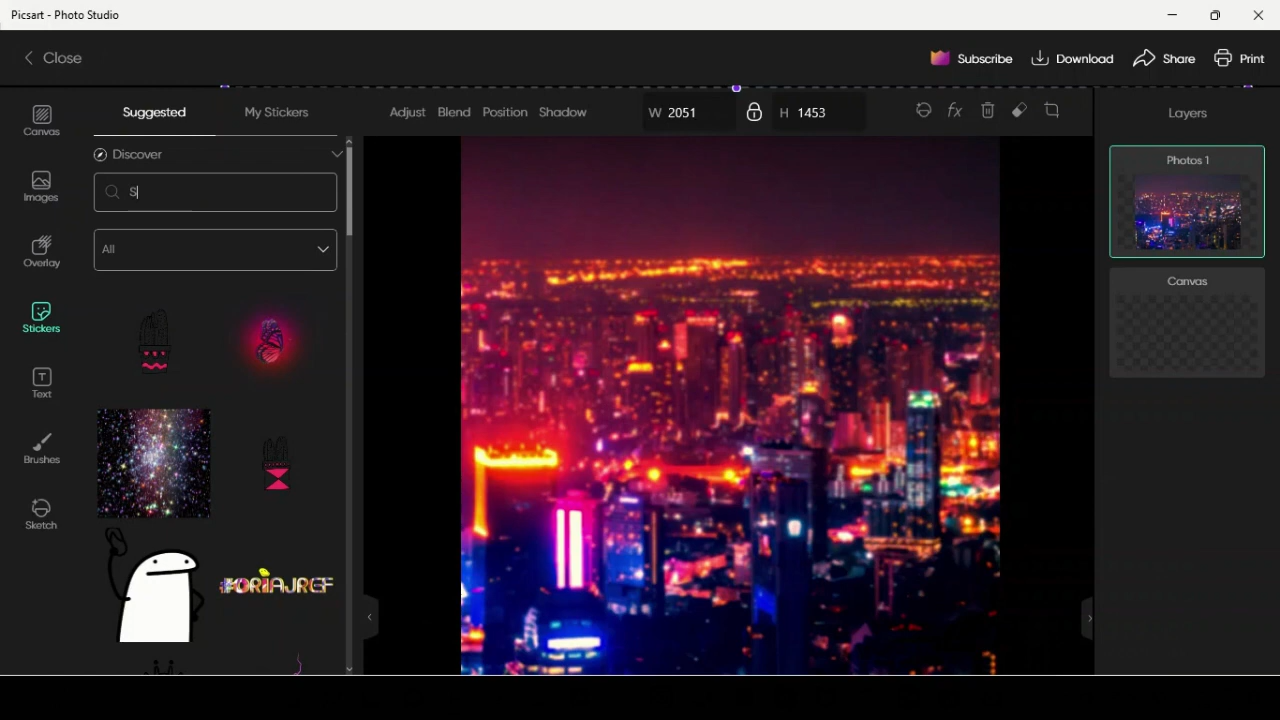 Picsart - Photo Studio
Close
Subscribe
Download
Share
Print
Suggested
My Stickers
Adjust
Blend
Position
Shadow
W 2051
H 1453
fx
Layers
Canvas
Images
Overlay
Stickers
Text
Brushes
Sketch
Discover
S
All
Photos 1
Canvas